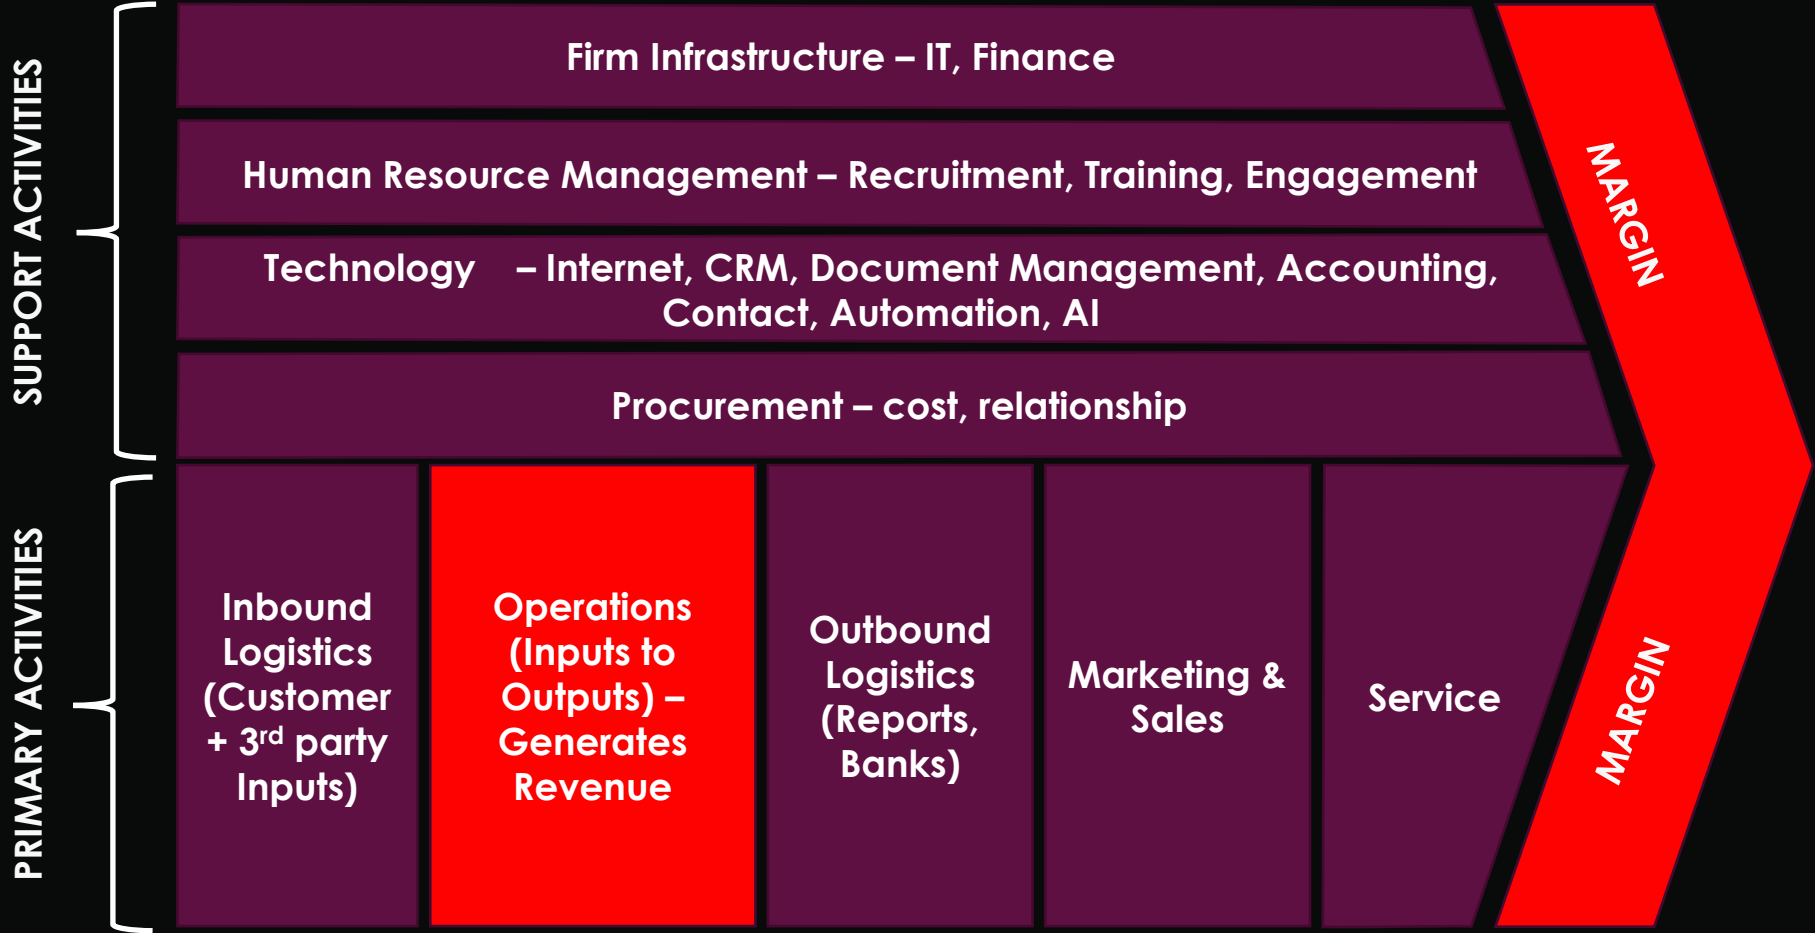 SUPPORT ACTIVITIES
Firm Infrastructure – IT, Finance
Human Resource Management – Recruitment, Training, Engagement
Technology – Internet, CRM, Document Management, Accounting,
Contact, Automation, AI
Procurement – cost, relationship
MARGIN
PRIMARY ACTIVITIES
Inbound
Logistics
(Customer
+ 3rd party
Inputs)
Operations
(Inputs to
Outputs) –
Generates
Revenue
Outbound
Logistics
(Reports,
Banks)
Marketing &
Sales
Service
MARGIN